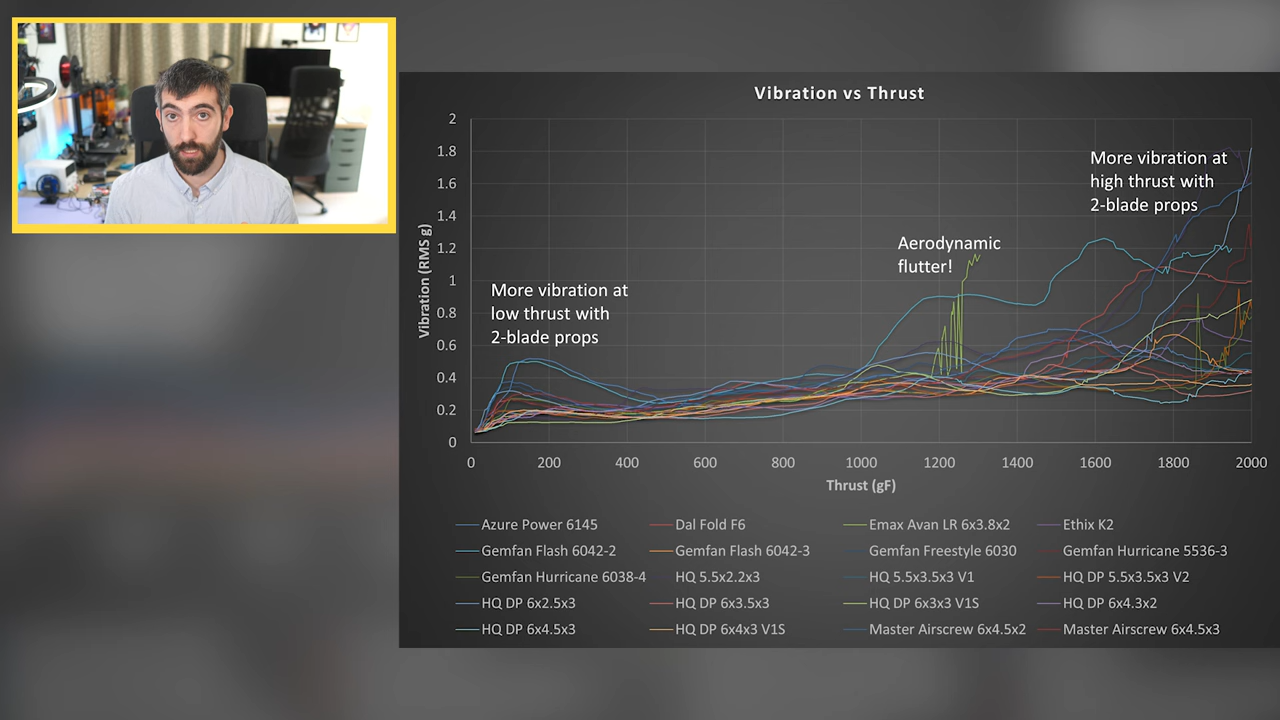 Vibration vs Thrust
2
1.8
1.6
1.4
1.2
1
0.8
0.6
0.4
0.2
0
Vibration (RMS g)
More vibration at
low thrust with
2-blade props
Aerodynamic
flutter!
More vibration at
high thrust with
2-blade props
0 200 400 600 800 1000 1200 1400 1600 1800 2000
Thrust (gF)
Azure Power 6145 Dal Fold F6 Emax Avan LR 6x3.8x2 Ethix K2
Gemfan Flash 6042-2 Gemfan Flash 6042-3 Gemfan Freestyle 6030 Gemfan Hurricane 5536-3
Gemfan Hurricane 6038-4 HQ 5.5x2.2x3 HQ 5.5x3.5x3 V1 HQ DP 5.5x3.5x3 V2
HQ DP 6x2.5x3 HQ DP 6x3.5x3 HQ DP 6x3x3 V1S HQ DP 6x4.3x2
HQ DP 6x4.5x3 HQ DP 6x4x3 V1S Master Airscrew 6x4.5x2 Master Airscrew 6x4.5x3